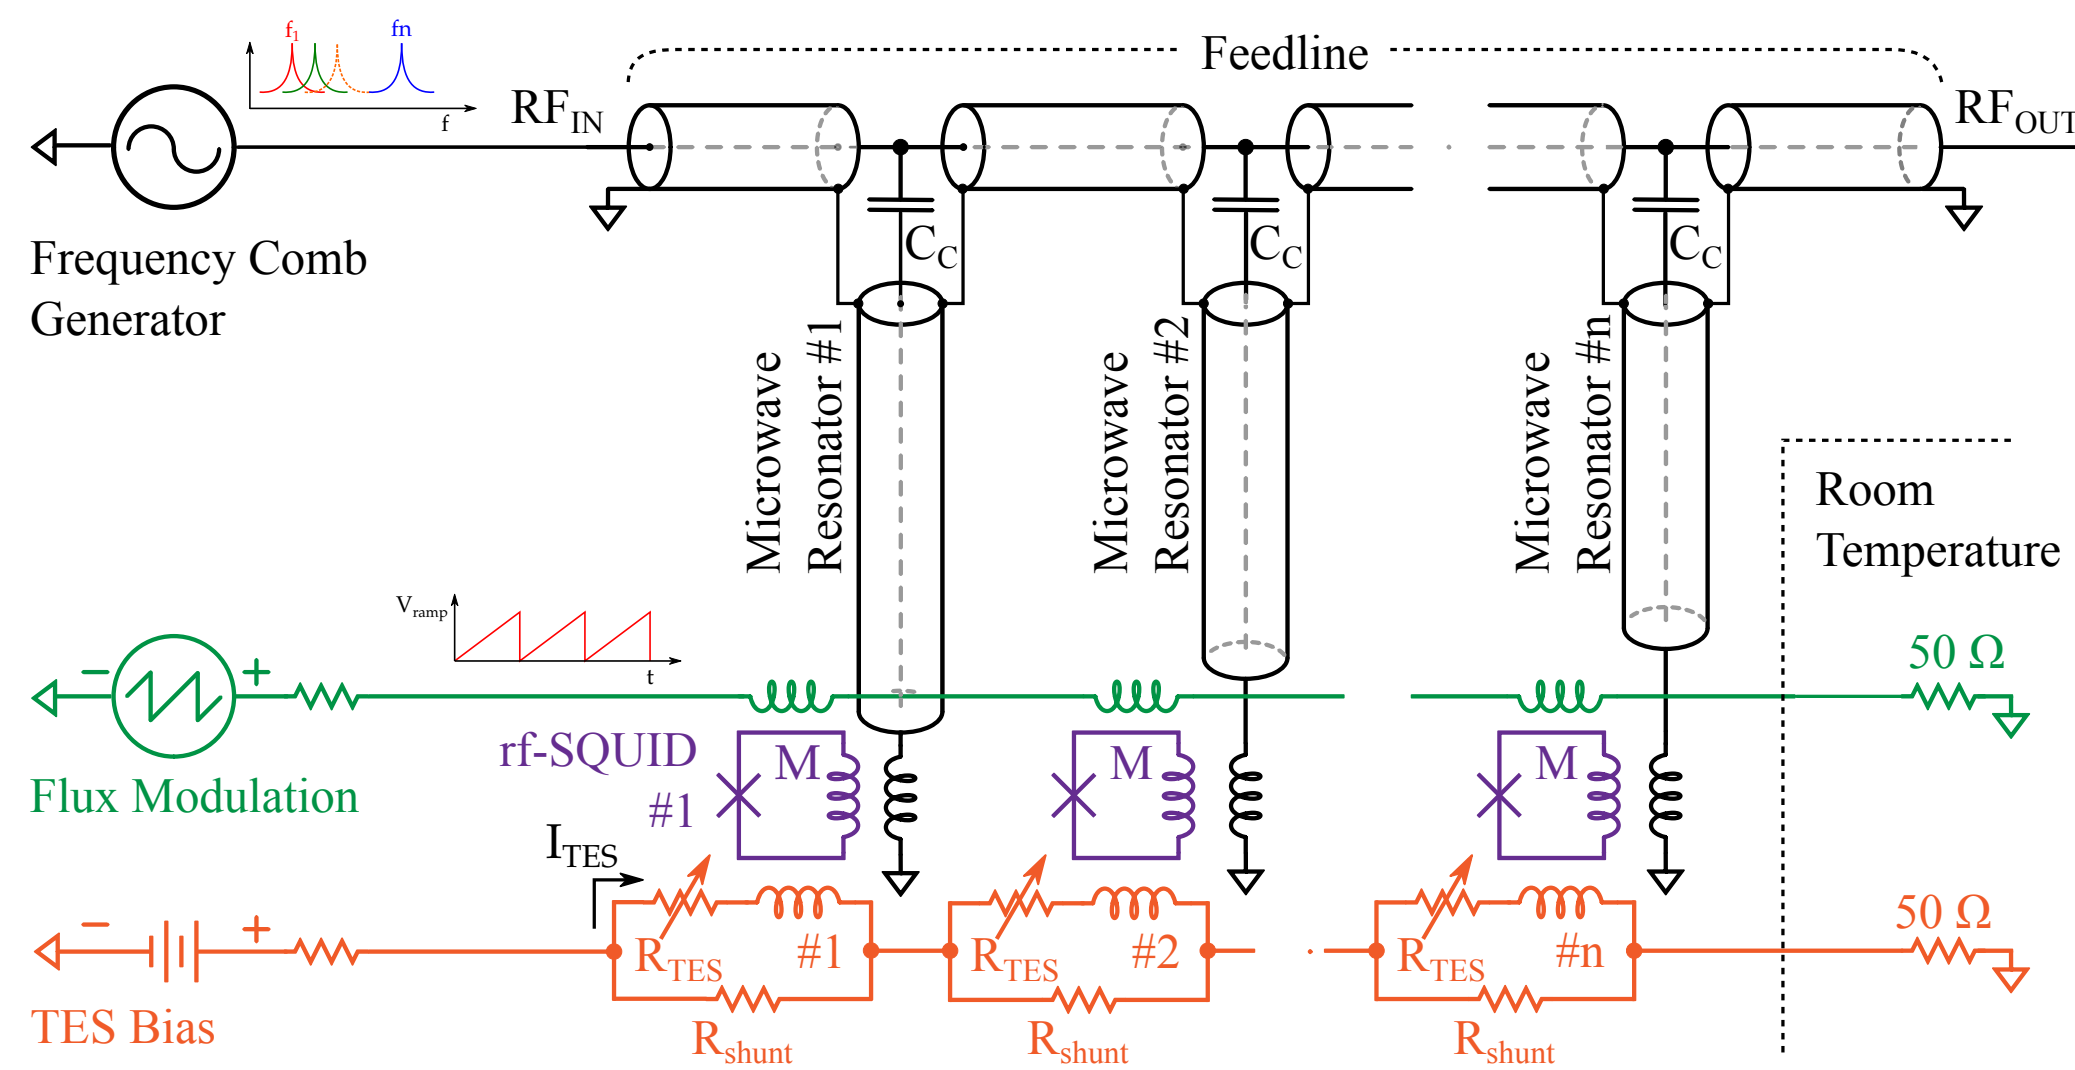 f1
fn
f
Feedline
RFIN
RFOUT
Frequency Comb
Generator
CC
CC
CC
Microwave
Resonator #1
Microwave
Resonator #2
Microwave
Resonator #n
Room
Temperature
Vramp
t
− +
50 Ω
Flux Modulation
rf-SQUID
#1
M
M
M
ITES
− +
RTES
#1
RTES
#2
RTES
#n
50 Ω
TES Bias
Rshunt
Rshunt
Rshunt